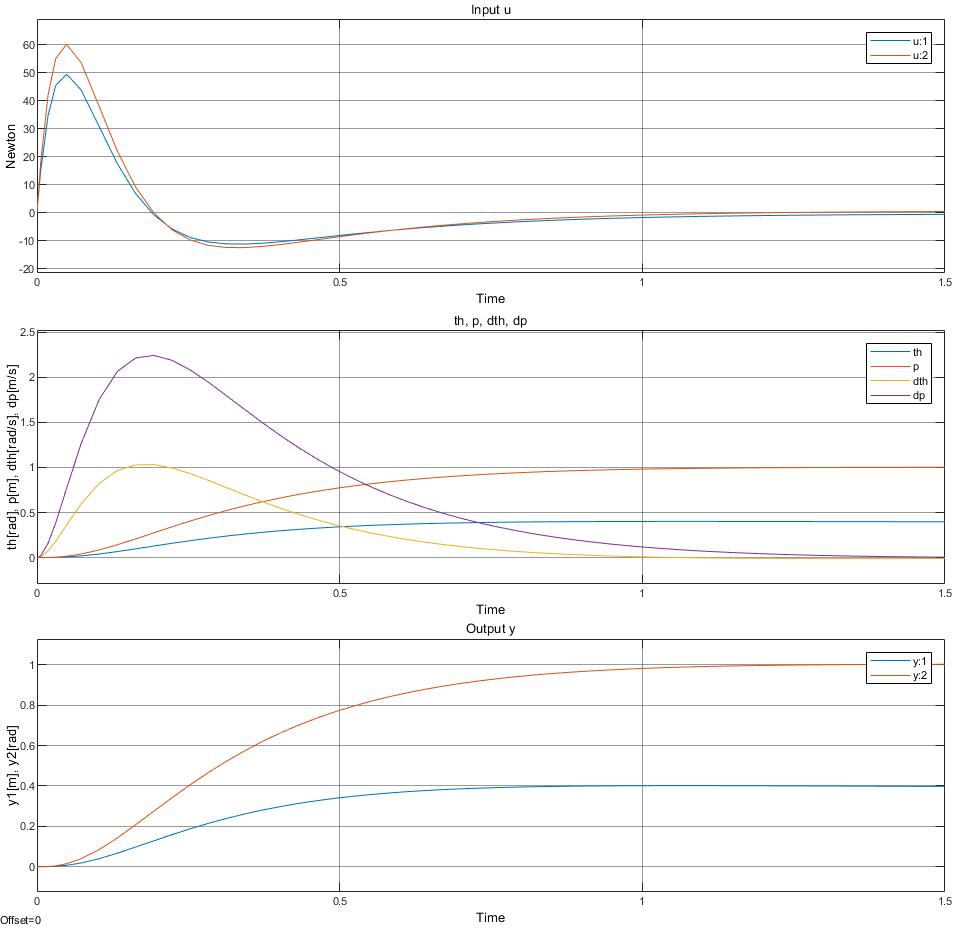 Input u
60
50
40
30
20
10
0
-10
-20
Newton
u:1
u:2
0
0.5
1
1.5
Time
th, p, dth, dp
2.5
2
1.5
1
0.5
0
th[rad], p[m], dth[rad/s], dp[m/s]
th
p
dth
dp
0
0.5
1
1.5
Time
Output y
1
0.8
0.6
0.4
0.2
0
y1[m], y2[rad]
y:1
y:2
0
0.5
1
1.5
Time
Offset=0